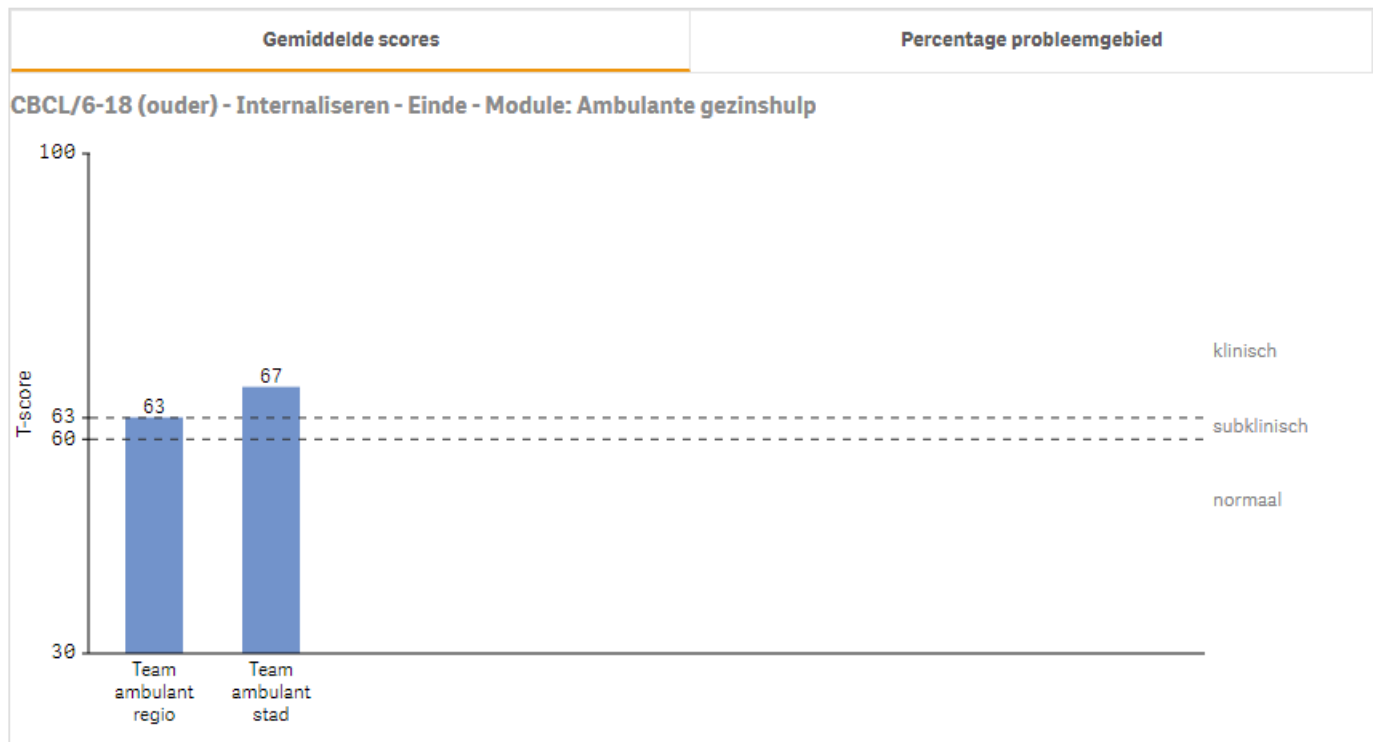 Gemiddelde scores
Percentage probleemgebied
CBCL/6-18 (ouder) - Internaliseren - Einde - Module: Ambulante gezinshulp
100
67
63
63
60
30
T-score
klinisch
subklinisch
normaal
Team
ambulant
regio
Team
ambulant
stad